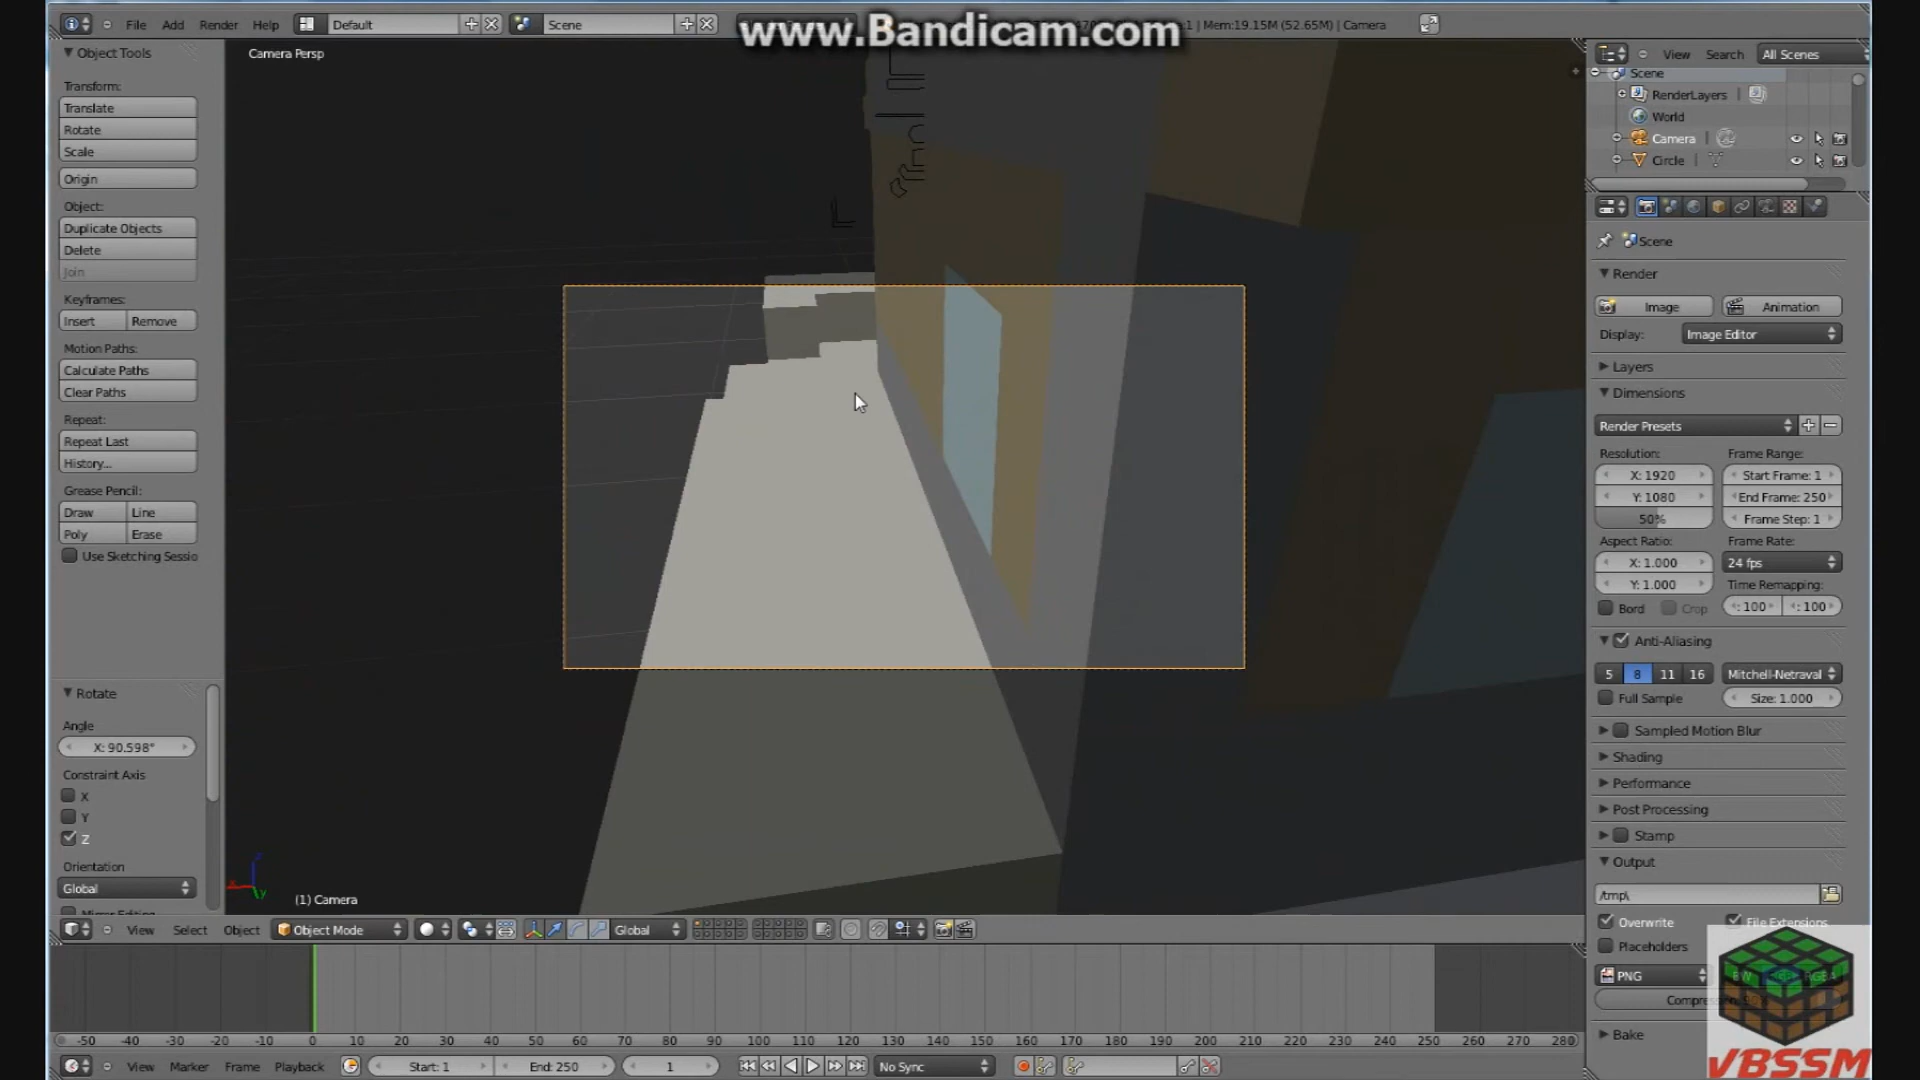 File Add Render Help Default Scene www.Bandicam.com Mem:19.15M (52.65M) | Camera
Object Tools
Camera Persp
View Search All Scenes
Scene
RenderLayers
World
Camera
Circle
Transform:
Translate
Rotate
Scale
Origin
Object:
Duplicate Objects
Delete
Join
Keyframes:
Insert Remove
Motion Paths:
Calculate Paths
Clear Paths
Repeat:
Repeat Last
History...
Grease Pencil:
Draw Line
Poly Erase
Use Sketching Sessio
Rotate
Angle
X: 90.598°
Constraint Axis
X
Y
Z
Orientation
Global
(1) Camera
Scene
Render
Image Animation
Display: Image Editor
Layers
Dimensions
Render Presets
Resolution: Frame Range:
X: 1920 Start Frame: 1
Y: 1080 End Frame: 250
50% Frame Step: 1
Aspect Ratio: Frame Rate:
X: 1.000 24 fps
Y: 1.000 Time Remapping:
Bord Crop : 100 : 100
Anti-Aliasing
5 8 11 16 Mitchell-Netraval
Full Sample Size: 1.000
Sampled Motion Blur
Shading
Performance
Post Processing
Stamp
Output
/tmp\
Overwrite File Extensions
Placeholders
PNG BW RGBA
Bake
VBSSM
View Select Object Object Mode Global
-50 -40 -30 -20 -10 0 10 20 30 40 50 60 70 80 90 100 110 120 130 140 150 160 170 180 190 200 210 220 230 240 250 260 270 280
View Marker Frame Playback Start: 1 End: 250 1 No Sync